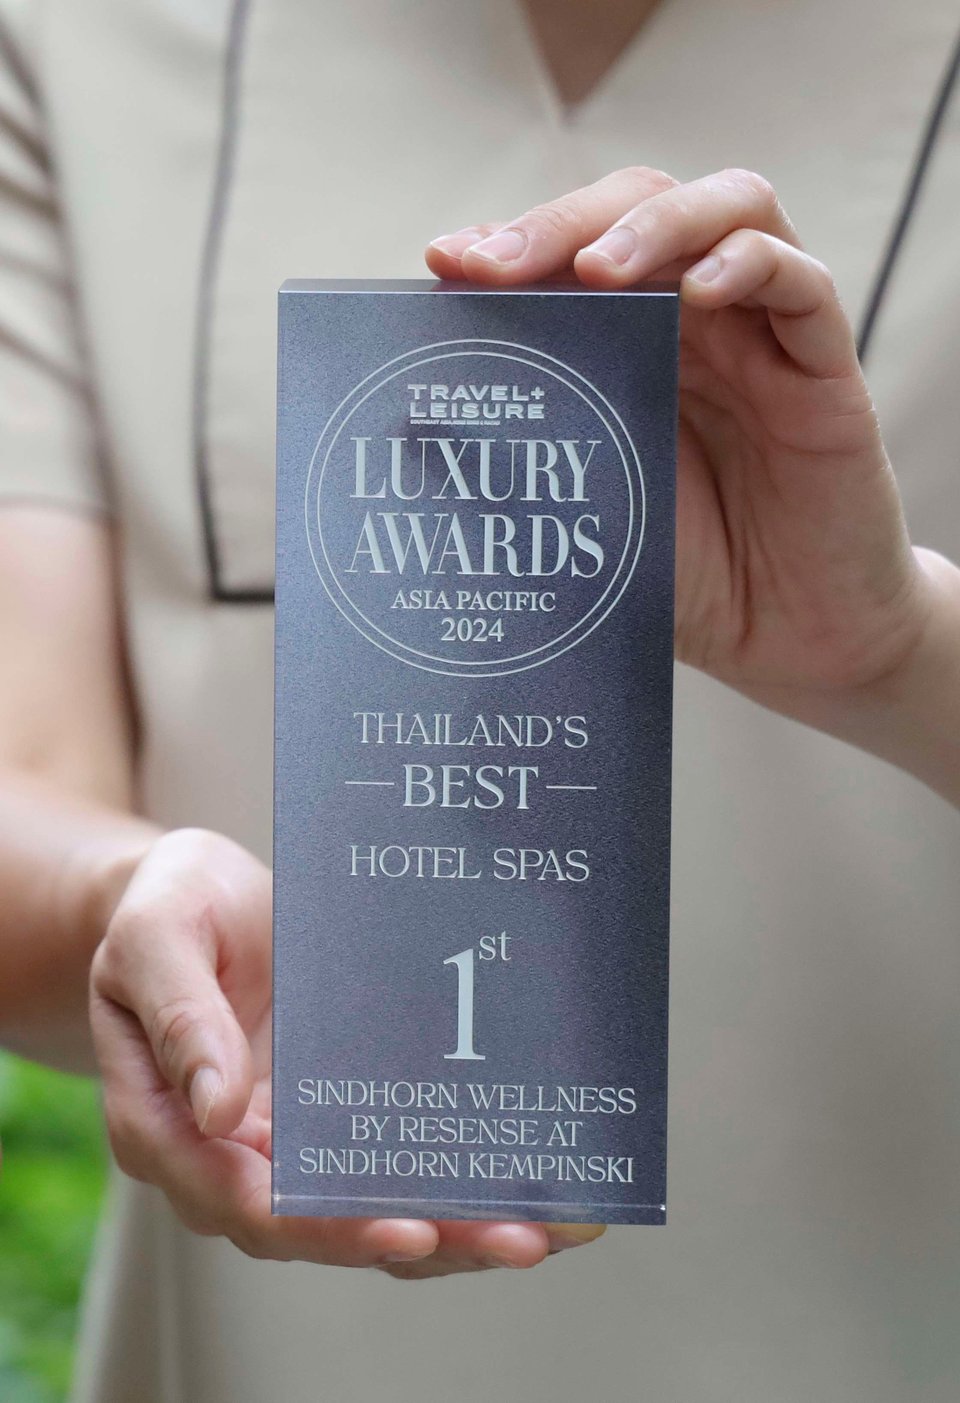 TRAVEL+
LEISURE
LUXURY
AWARDS
ASIA PACIFIC
2024
THAILAND'S
BEST
HOTEL SPAS
1st
SINDHORN WELLNESS
BY RESENSE AT
SINDHORN KEMPINSKI